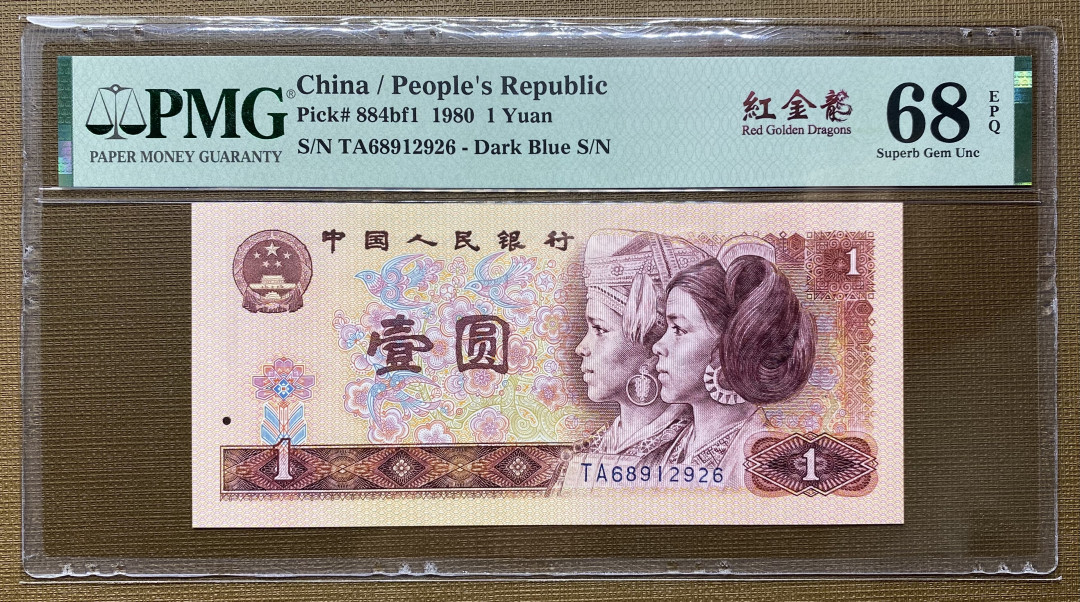 PMG®
PAPER MONEY GUARANTY
China / People's Republic
Pick# 884bf1 1980 1 Yuan
S/N TA68912926 - Dark Blue S/N
紅金龍
Red Golden Dragons
68
Superb Gem Unc
EPQ
中国人民银行
1
壹圆
1
TA68912926
1